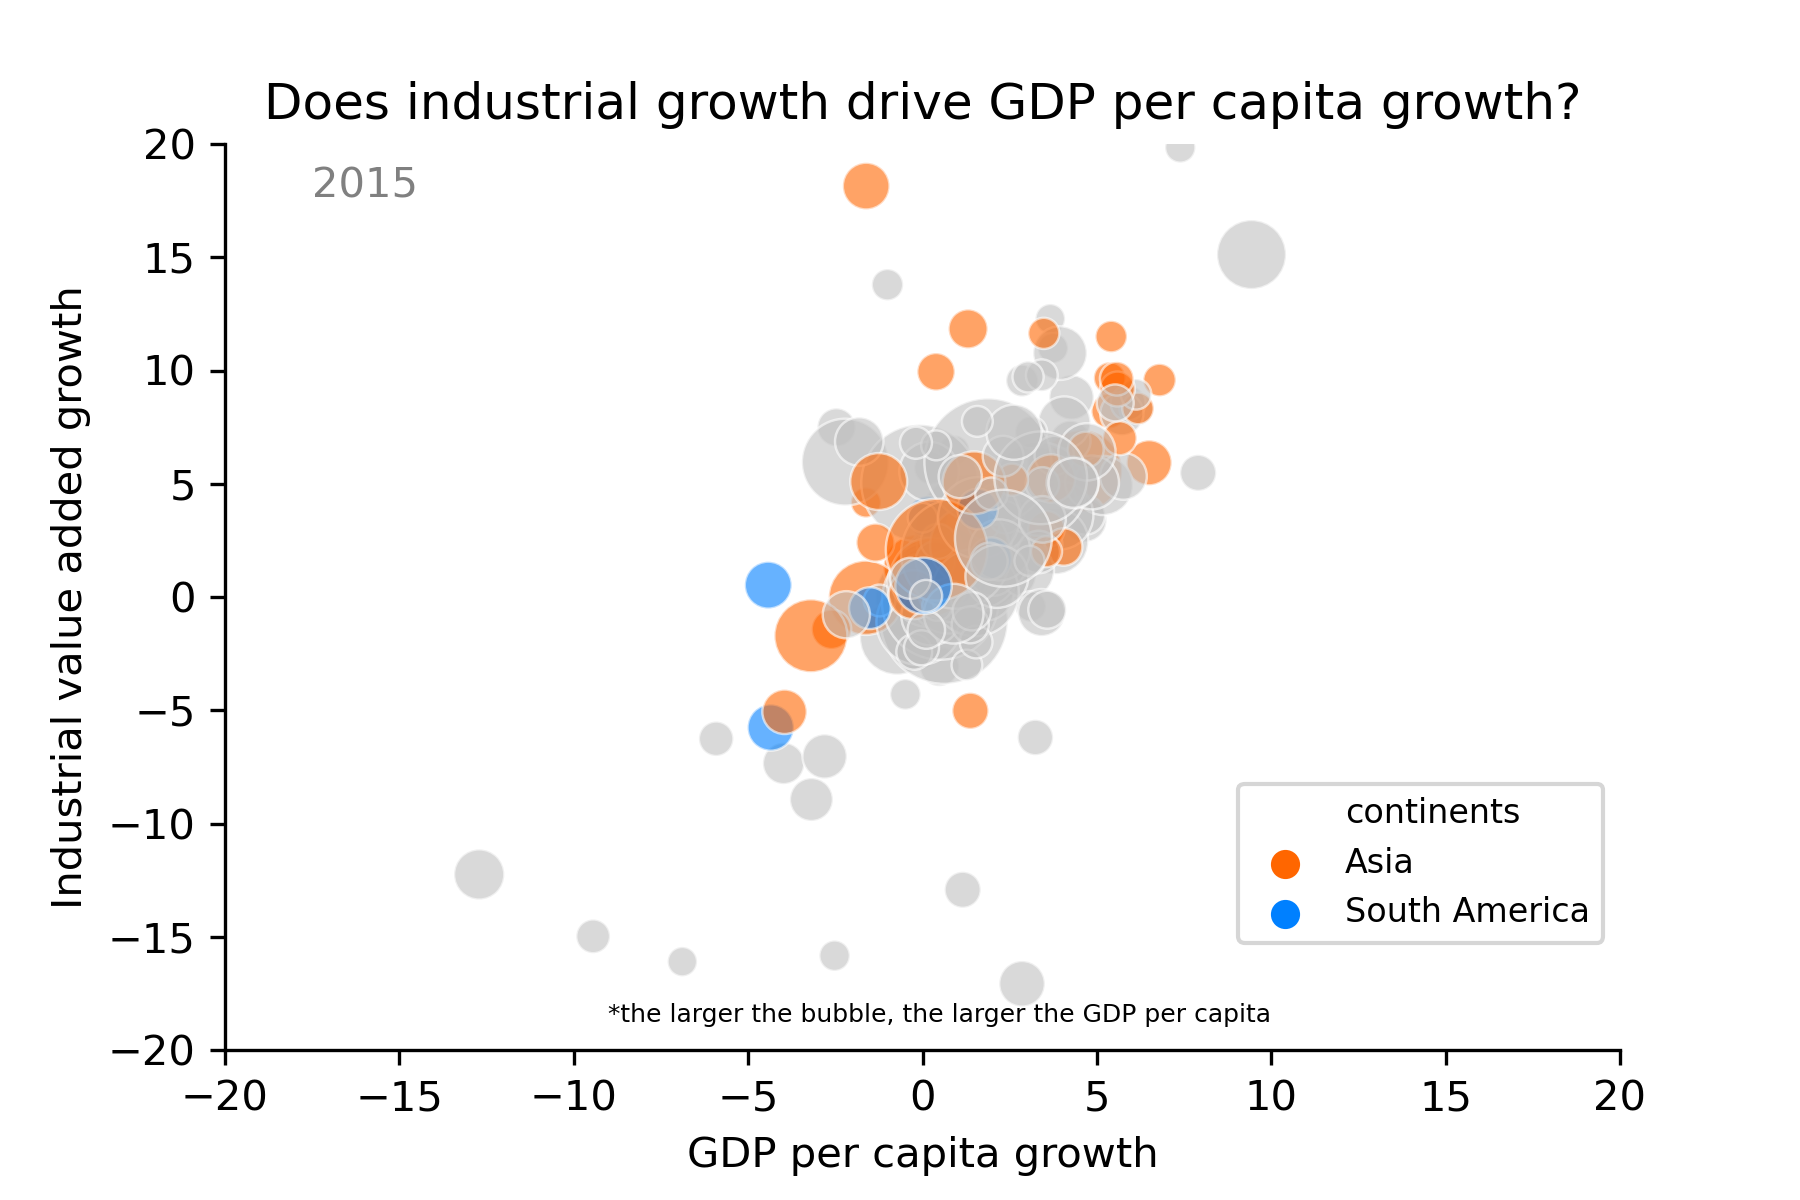 Does industrial growth drive GDP per capita growth?
2015
Industrial value added growth
20
15
10
5
0
−5
−10
−15
−20
continents
Asia
South America
*the larger the bubble, the larger the GDP per capita
−20 −15 −10 −5 0 5 10 15 20
GDP per capita growth